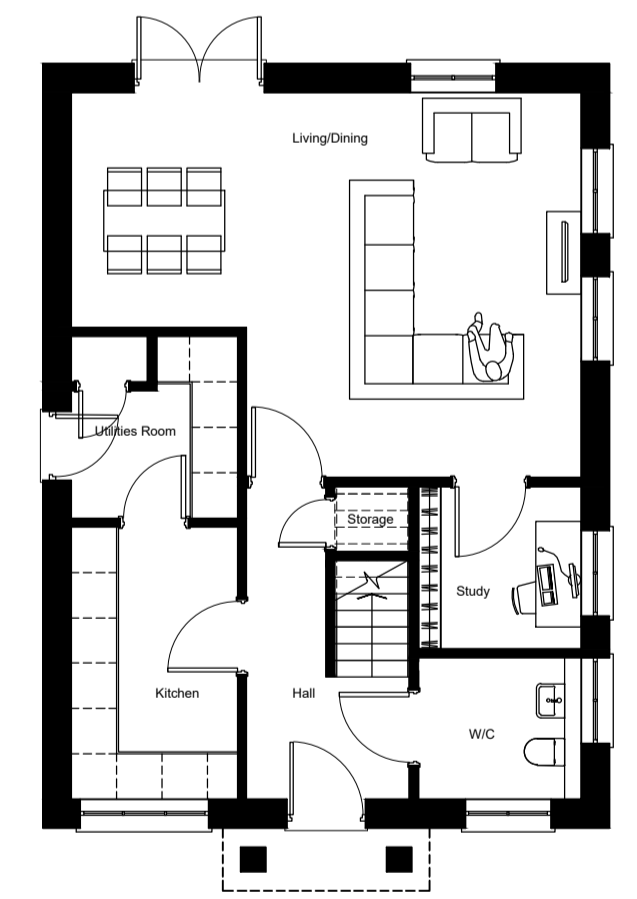 Living/Dining
Utilities Room
Storage
Study
Kitchen
Hall
W/C